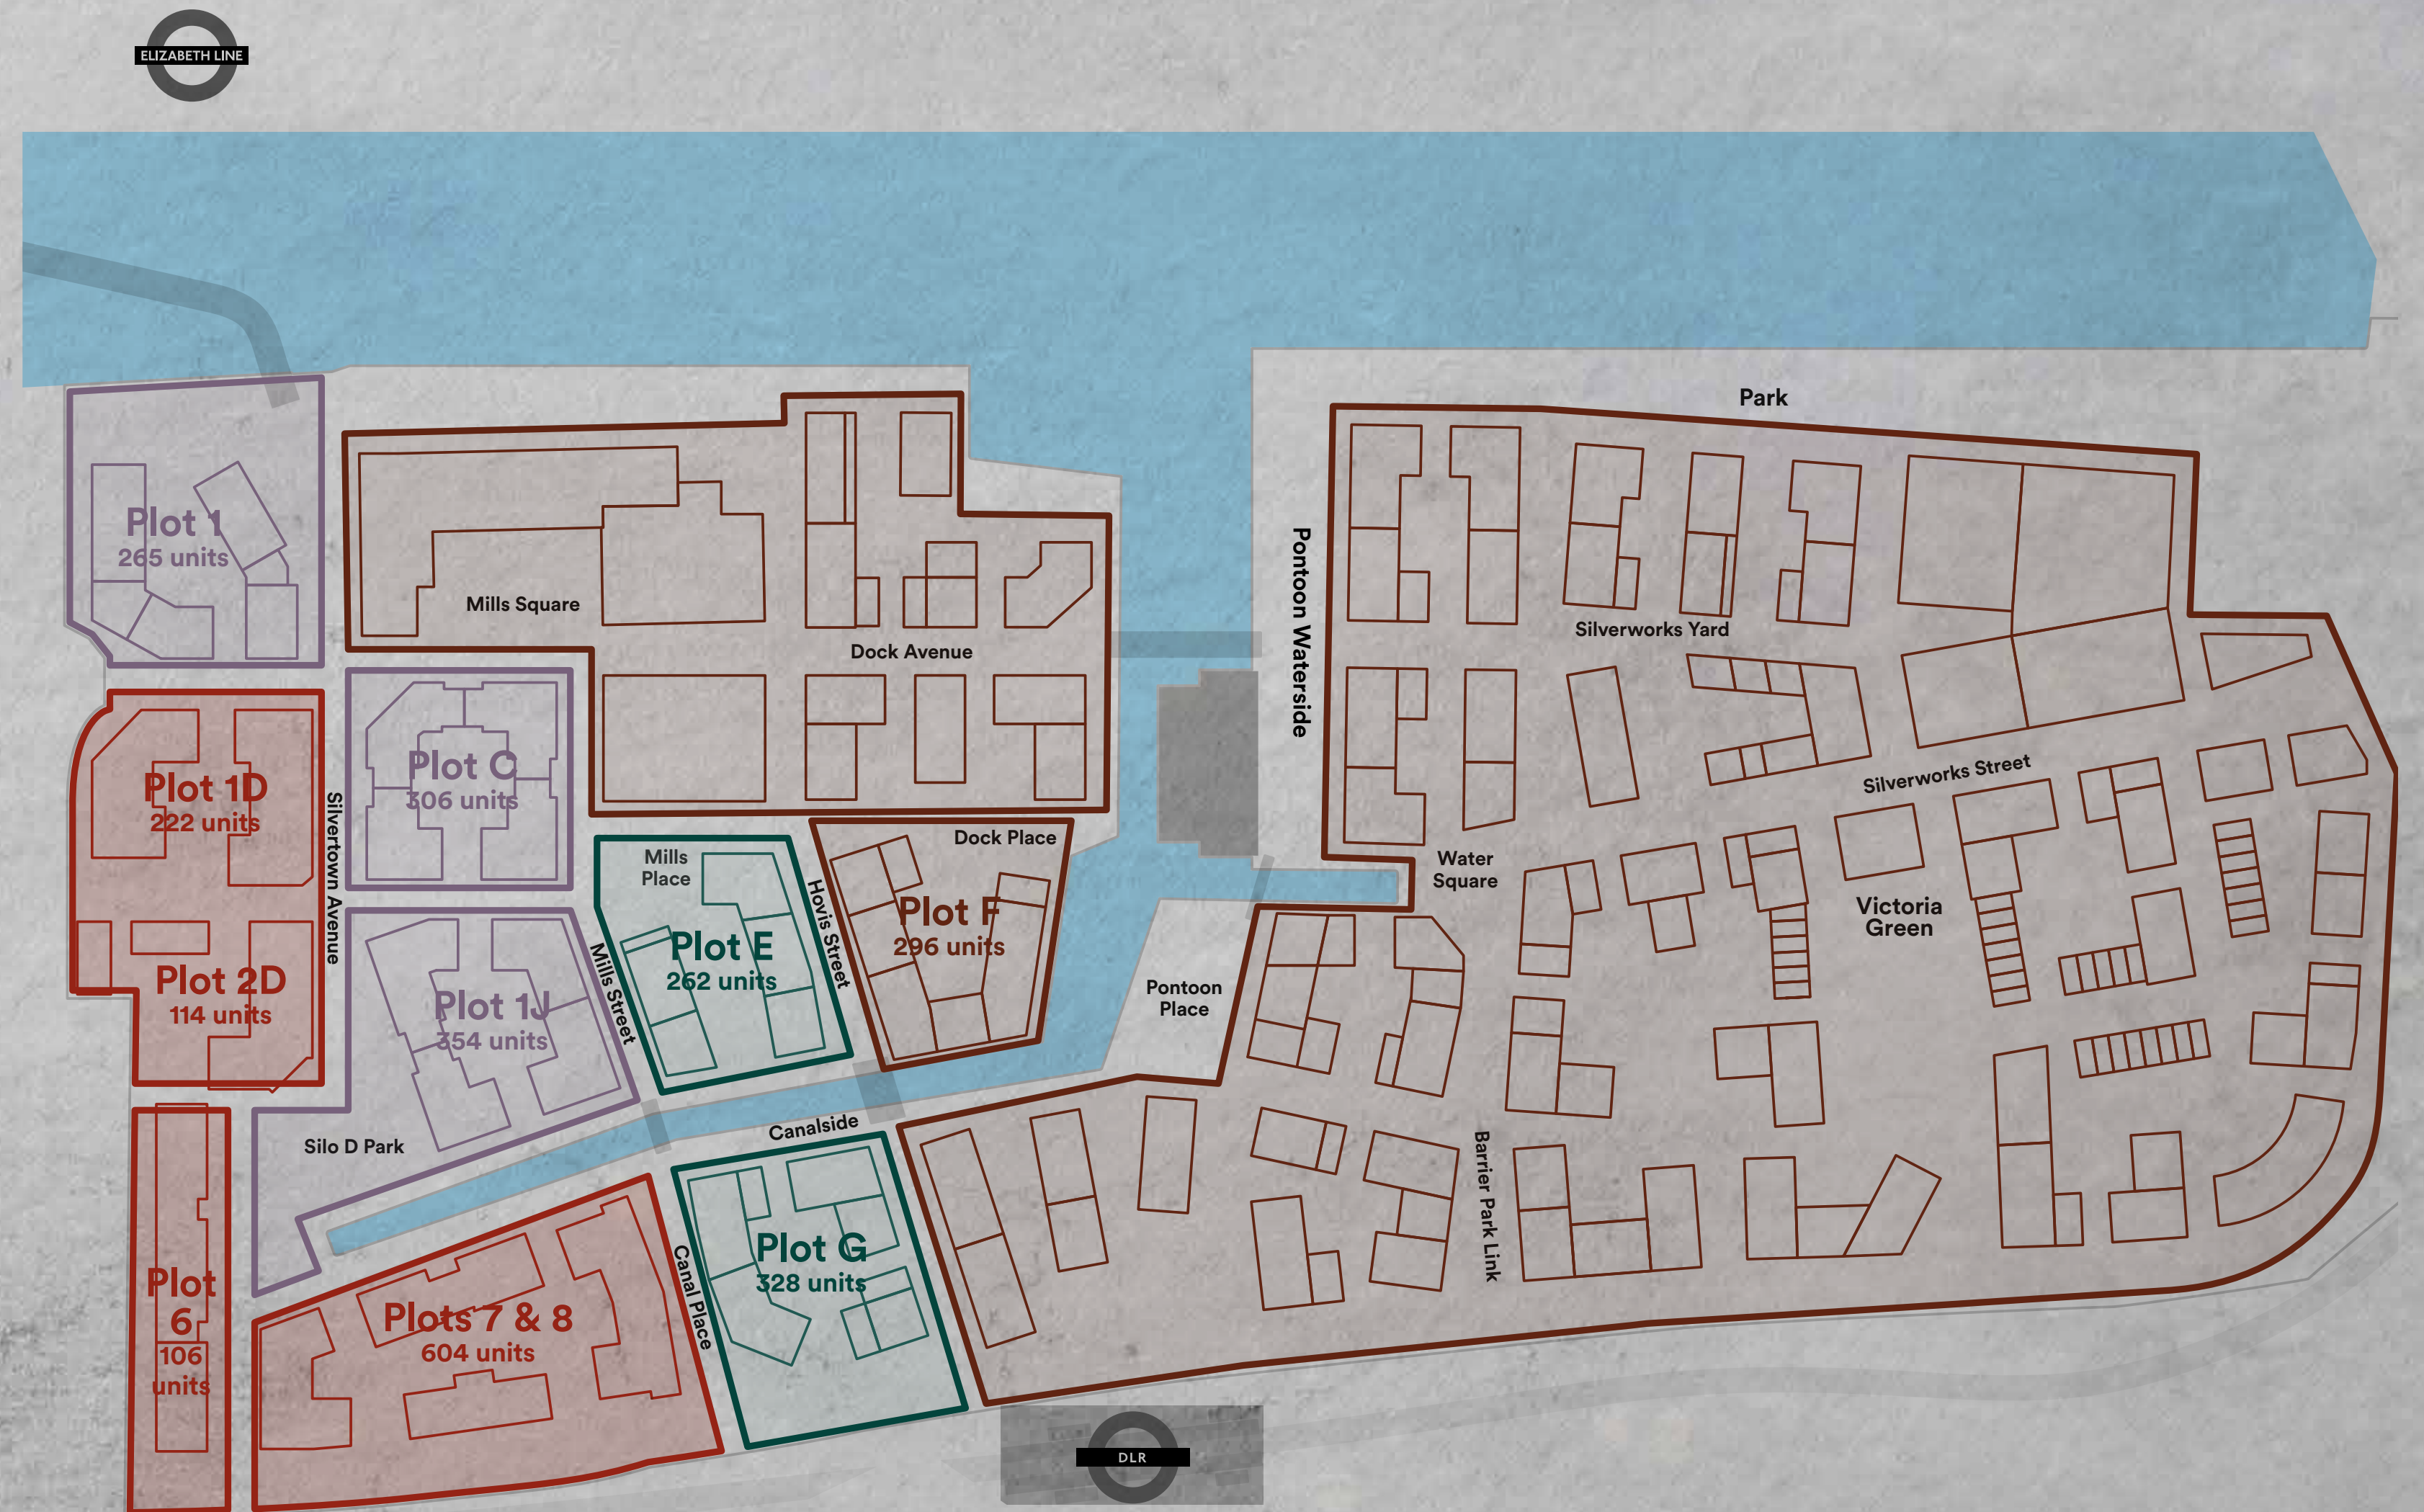 ELIZABETH LINE
Park
Plot 1
265 units
Pontoon Waterside
Mills Square
Silverworks Yard
Dock Avenue
Plot 1D
222 units
Silvertown Avenue
Plot C
306 units
Silverworks Street
Dock Place
Mills
Place
Water
Square
Hovis Street
Plot F
296 units
Victoria
Green
Plot E
262 units
Mills Street
Plot 2D
114 units
Plot 1J
354 units
Pontoon
Place
Canalside
Silo D Park
Barrier Park Link
Plot G
328 units
Canal Place
Plot
6
106
units
Plots 7 & 8
604 units
DLR